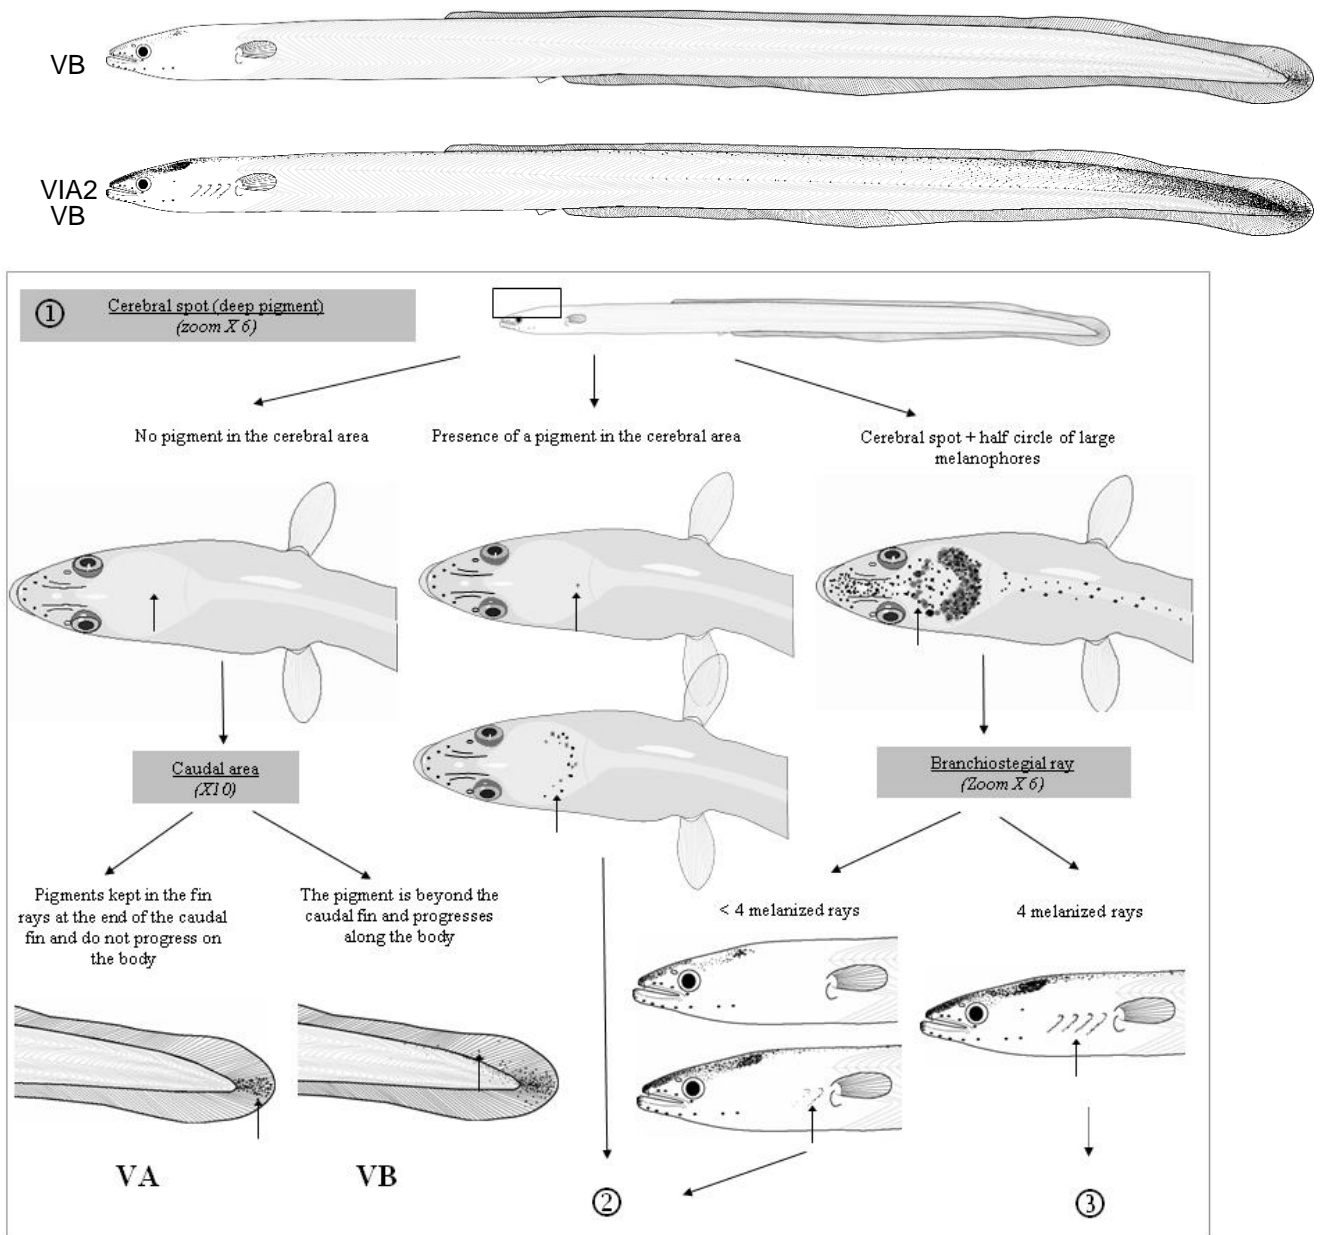 VB
VIA2
VB
① Cerebral spot (deep pigment)
(zoom X 6)
No pigment in the cerebral area
Presence of a pigment in the cerebral area
Cerebral spot + half circle of large
melanophores
Caudal area
(X10)
Branchiostegial ray
(Zoom X 6)
Pigments kept in the fin
rays at the end of the caudal
fin and do not progress on
the body
The pigment is beyond the
caudal fin and progresses
along the body
< 4 melanized rays
4 melanized rays
VA
VB
②
③